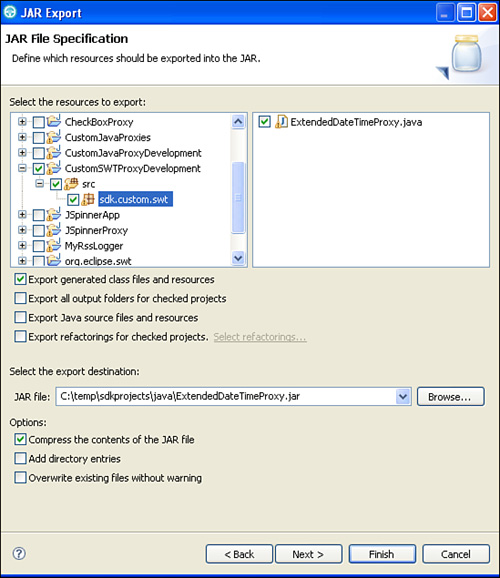 JAR Export
JAR File Specification
Define which resources should be exported into the JAR.
Select the resources to export:
CheckBoxProxy
CustomJavaProxies
CustomJavaProxyDevelopment
CustomSWTProxyDevelopment
src
sdk.custom.swt
JSpinnerApp
JSpinnerProxy
MyRssLogger
org.eclipse.swt
ExtendedDateTimeProxy.java
Export generated class files and resources
Export all output folders for checked projects
Export Java source files and resources
Export refactorings for checked projects. Select refactorings...
Select the export destination:
JAR file: C:\temp\sdkprojects\java\ExtendedDateTimeProxy.jar Browse...
Options:
Compress the contents of the JAR file
Add directory entries
Overwrite existing files without warning
? < Back Next > Finish Cancel